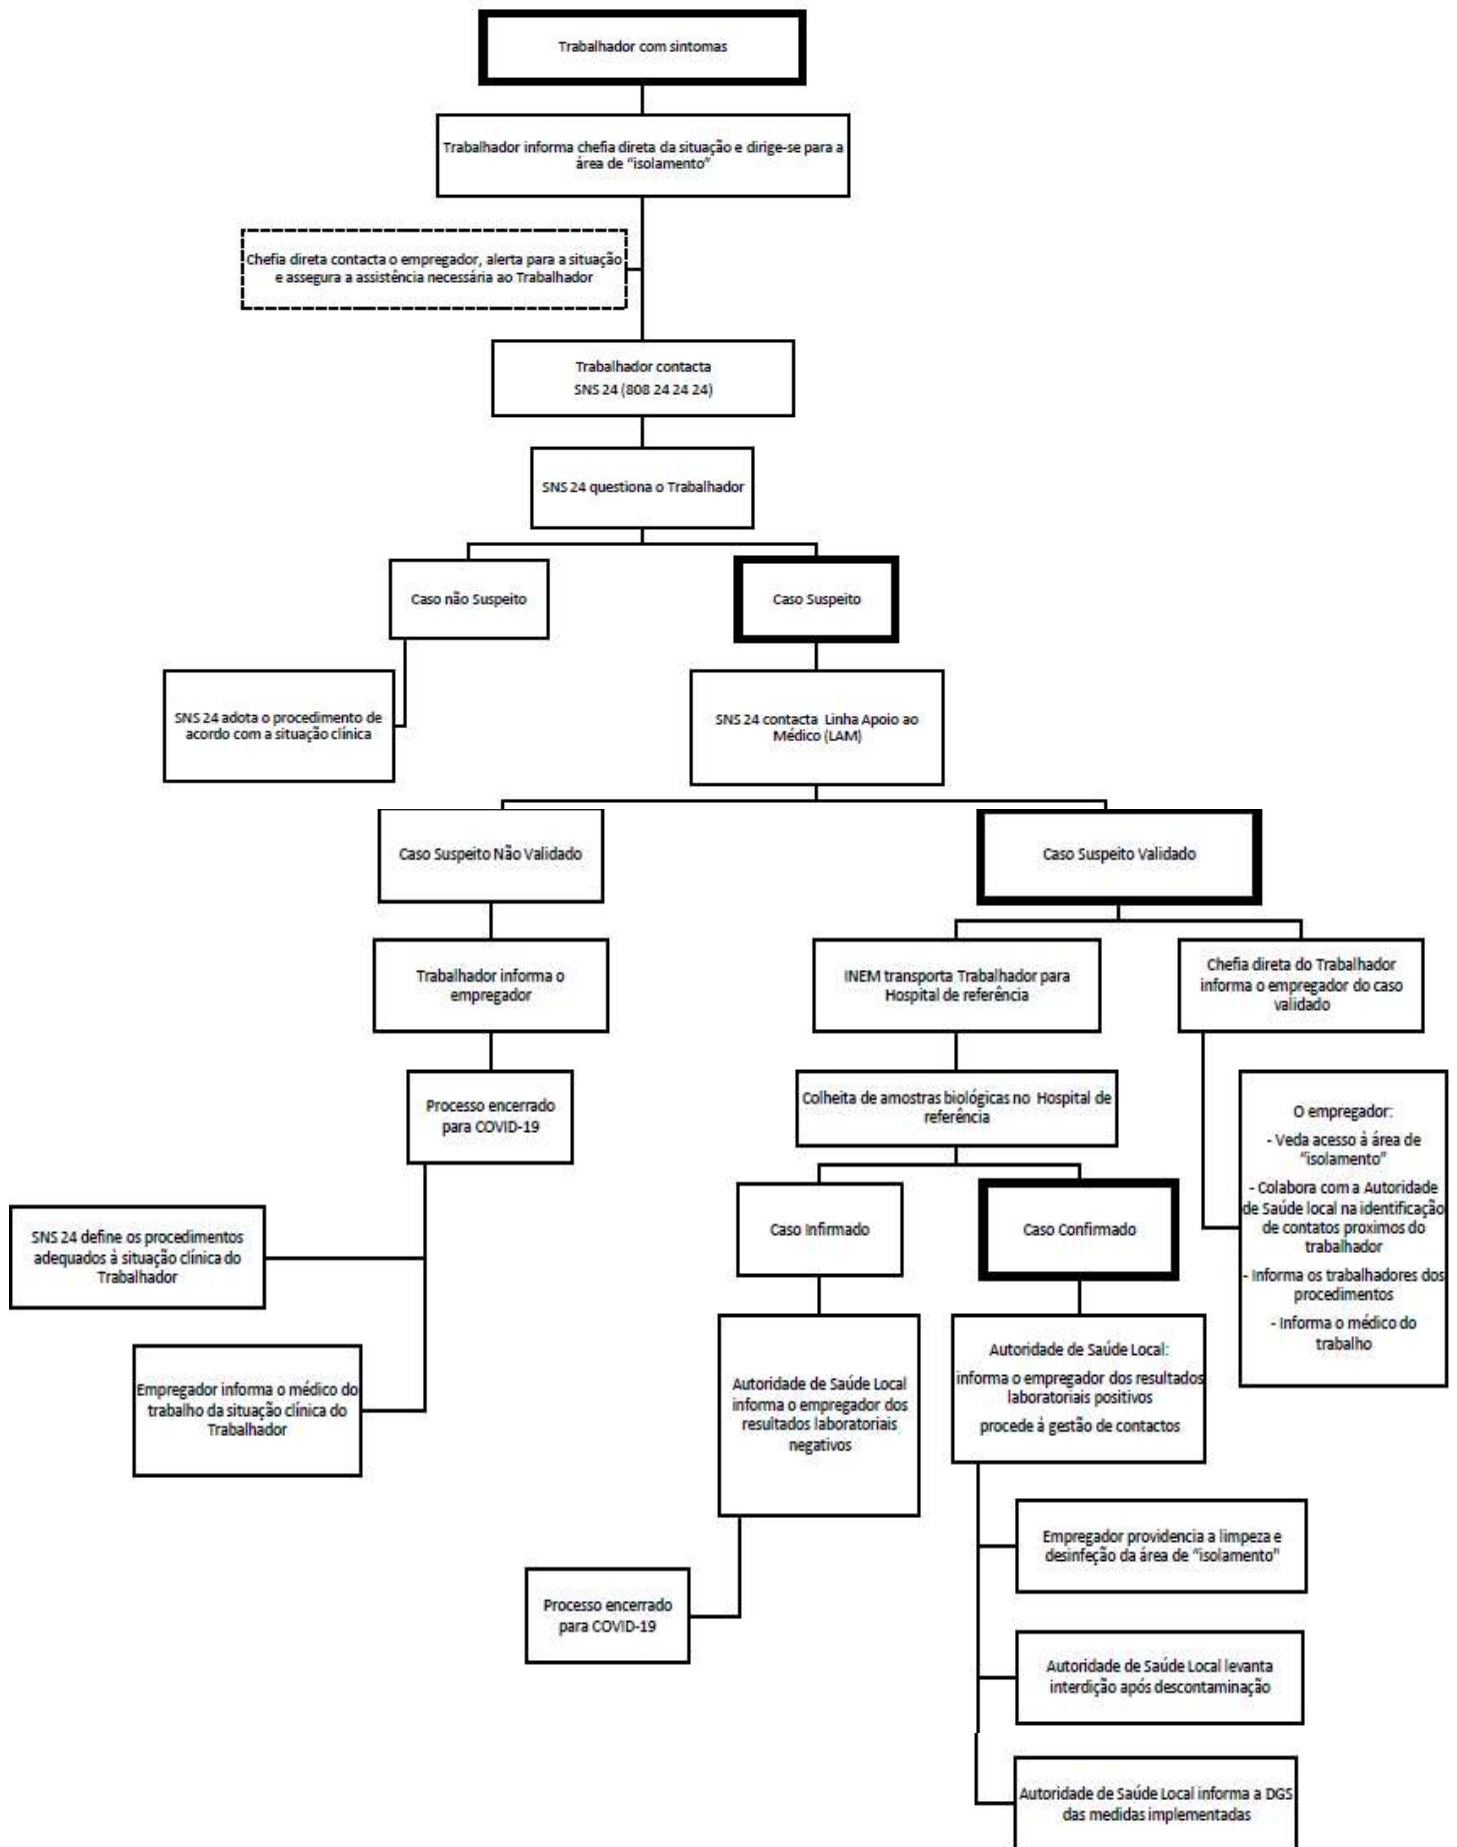 Trabalhador com sintomas
Trabalhador informa chefia direta da situação e dirige-se para a
área de “isolamento”
Chefia direta contacta o empregador, alerta para a situação
e assegura a assistência necessária ao Trabalhador
Trabalhador contacta
SNS 24 (808 24 24 24)
SNS 24 questiona o Trabalhador
Caso não Suspeito
Caso Suspeito
SNS 24 adota o procedimento de
acordo com a situação clínica
SNS 24 contacta Linha Apoio ao
Médico (LAM)
Caso Suspeito Não Validado
Caso Suspeito Validado
Trabalhador informa o
empregador
INEM transporta Trabalhador para
Hospital de referência
Chefia direta do Trabalhador
informa o empregador do caso
validado
Processo encerrado
para COVID-19
Colheita de amostras biológicas no Hospital de
referência
O empregador:
- Veda acesso à área de
“isolamento”
- Colabora com a Autoridade
de Saúde local na identificação
de contatos proximos do
trabalhador
- Informa os trabalhadores dos
procedimentos
- Informa o médico do
trabalho
SNS 24 define os procedimentos
adequados à situação clínica do
Trabalhador
Caso Infirmado
Caso Confirmado
Empregador informa o médico do
trabalho da situação clínica do
Trabalhador
Autoridade de Saúde Local
informa o empregador dos
resultados laboratoriais
negativos
Autoridade de Saúde Local:
informa o empregador dos resultados
laboratoriais positivos
procede à gestão de contactos
Processo encerrado
para COVID-19
Empregador providencia a limpeza e
desinfeção da área de “isolamento”
Autoridade de Saúde Local levanta
interdição após descontaminação
Autoridade de Saúde Local informa a DGS
das medidas implementadas